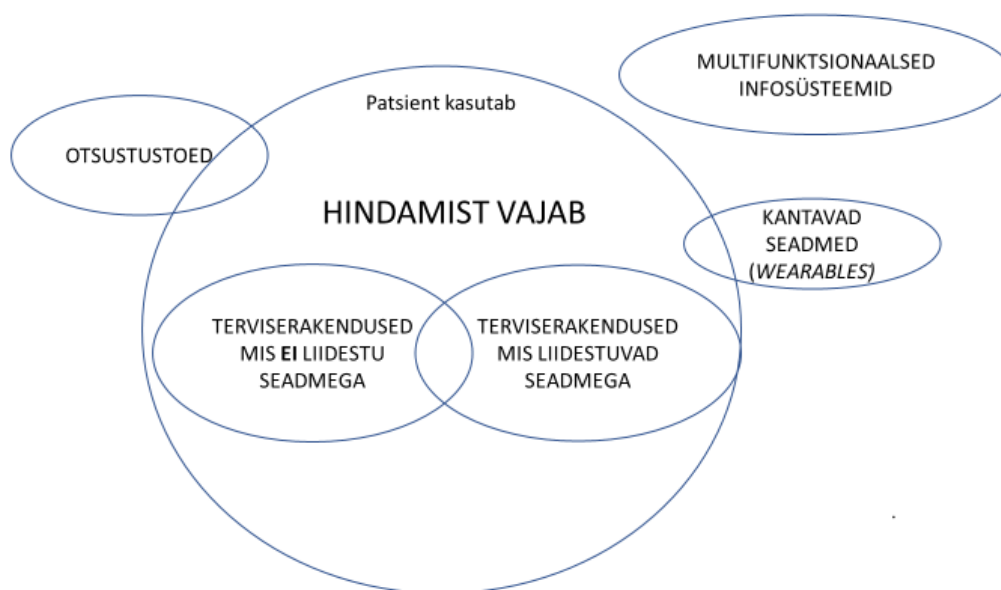 MULTIFUNKTSIONAALSED
INFOSÜSTEEMID
Patsient kasutab
OTSUSTUSTOED
HINDAMIST VAJAB
KANTAVAD
SEADMED
(WEARABLES)
TERVISERAKENDUSED
MIS EI LIIDESTU
SEADMEGA
TERVISERAKENDUSED
MIS LIIDESTUVAD
SEADMEGA